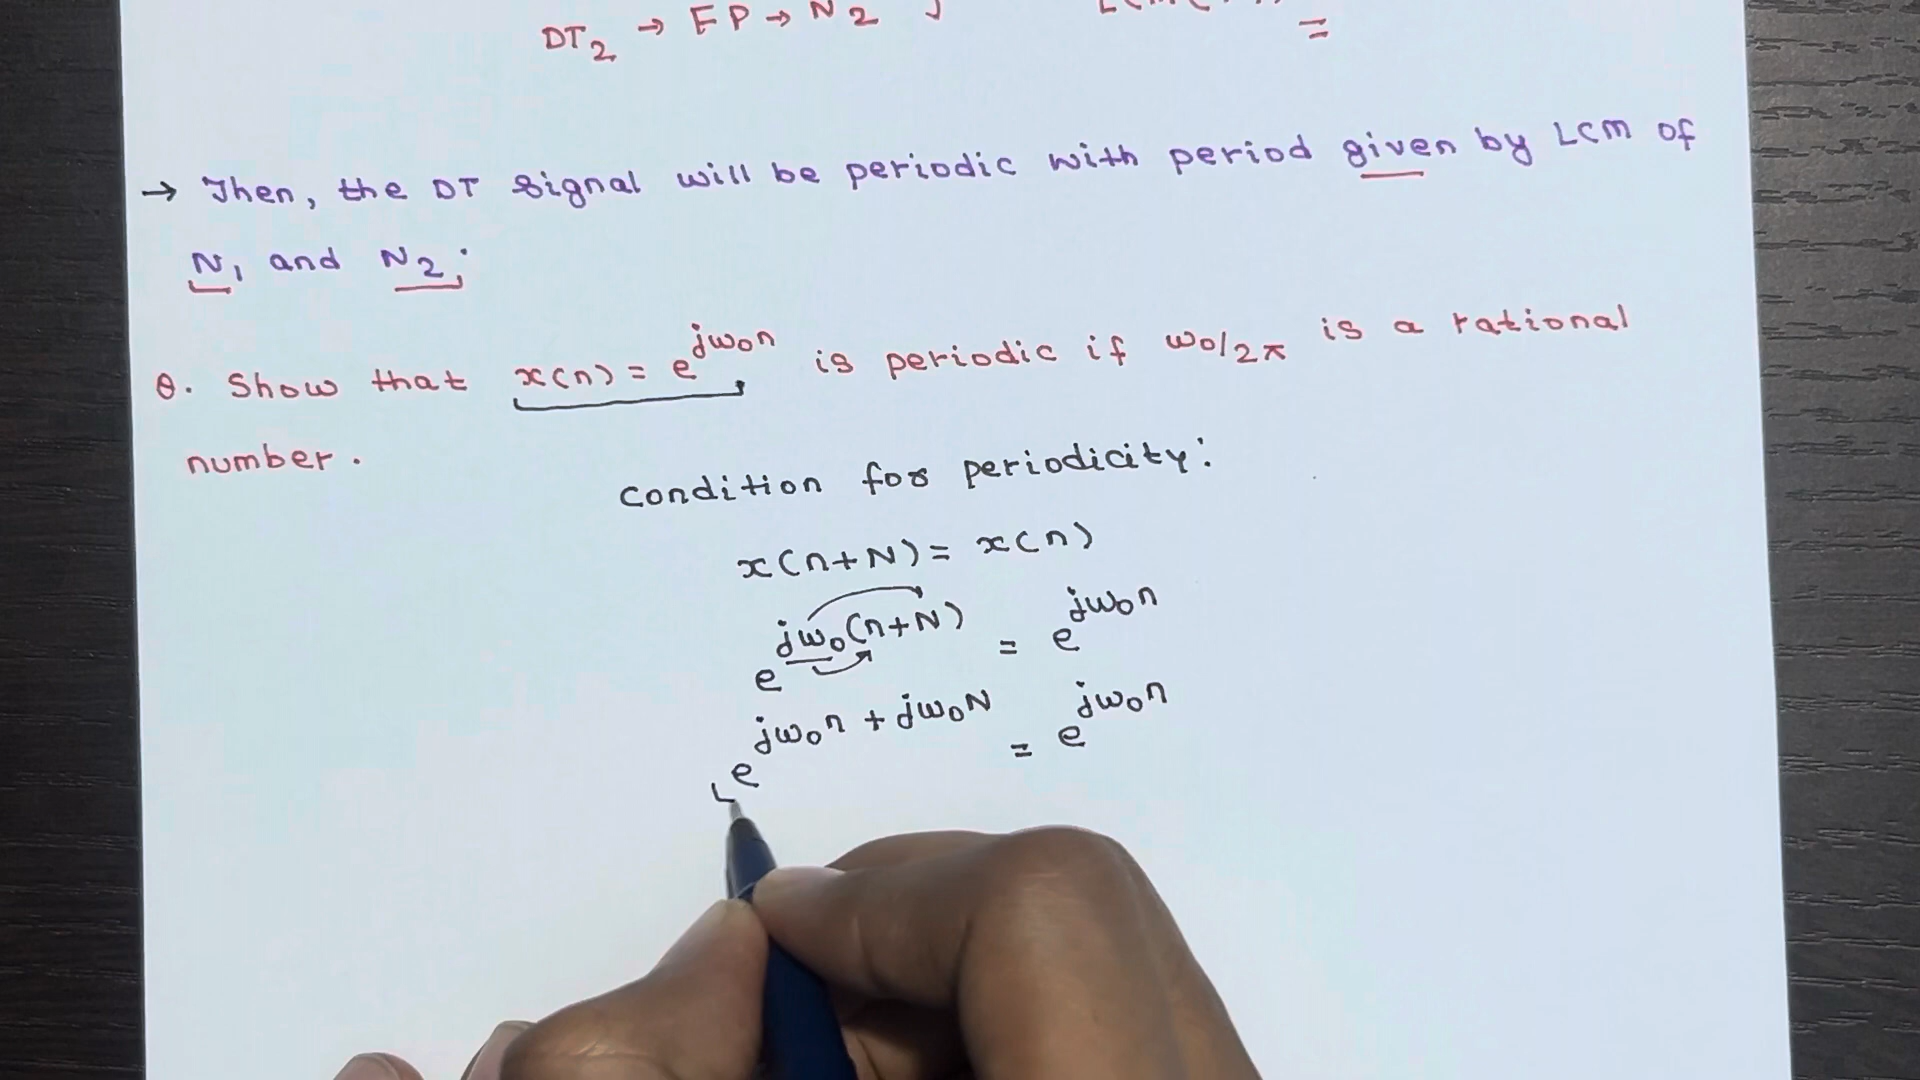 DT₂ → FP → N₂
→ Then, the DT signal will be periodic with period given by LCM of
N₁ and N₂.
Q. Show that x(n) = e^jω₀n is periodic if ω₀/2π is a rational
number.
Condition for periodicity:
x(n+N) = x(n)
e^jω₀(n+N) = e^jω₀n
e^jω₀n + jω₀N = e^jω₀n